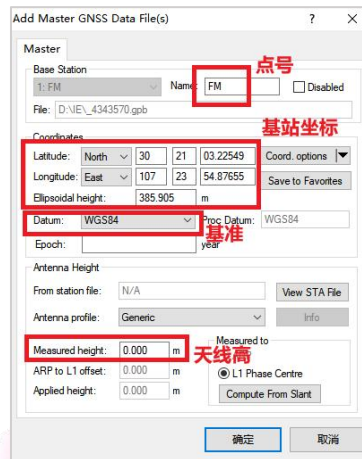 Add Master GNSS Data File(s) ? ×
Master
点号
Base Station
1: FM Name: FM Disabled
File: D:\IE\_4343570.gpb
基站坐标
Coordinates
Latitude: North 30 21 03.22549 Coord. options
Longitude: East 107 23 54.87655 Save to Favorites
Ellipsoidal height: 385.905 m
Datum: WGS84 Proc Datum: WGS84
基准
Epoch: year
Antenna Height
From station file: N/A View STA File
Antenna profile: Generic Info
Measured height: 0.000 m 天线高 Measured to
ARP to L1 offset: 0.000 m L1 Phase Centre
Applied height: 0.000 m Compute From Slant
确定 取消